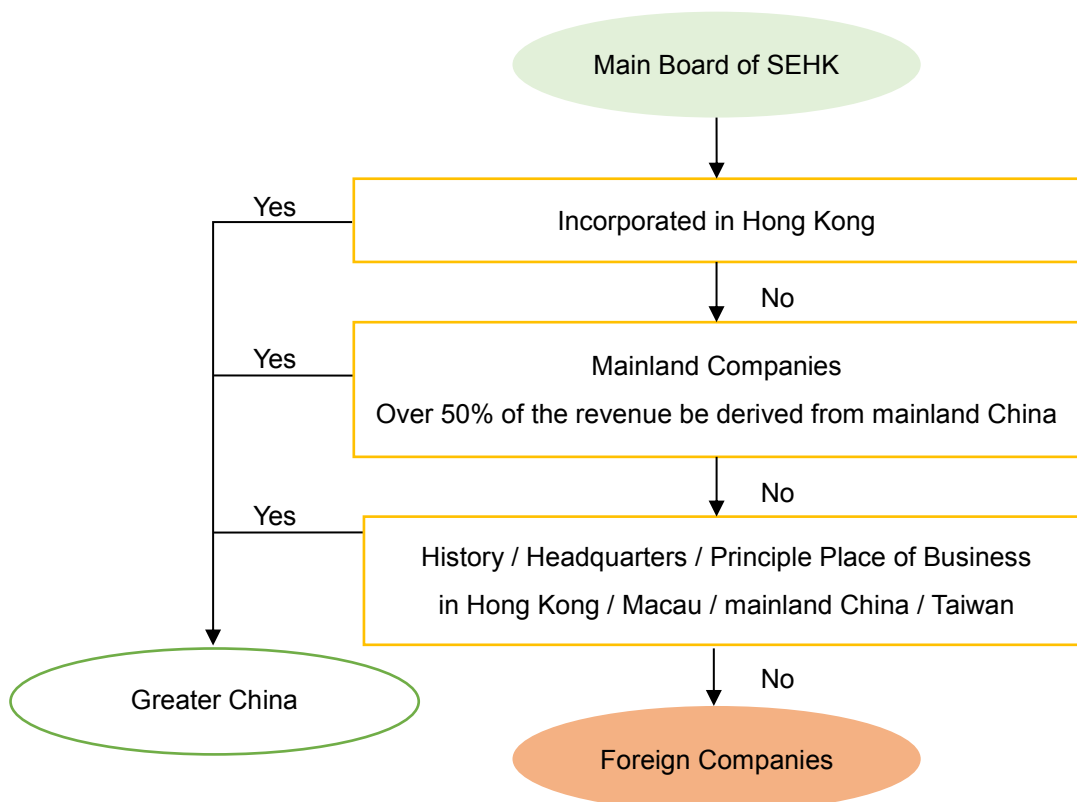 Main Board of SEHK
Yes
Incorporated in Hong Kong
No
Yes
Mainland Companies
Over 50% of the revenue be derived from mainland China
No
Yes
History / Headquarters / Principle Place of Business
in Hong Kong / Macau / mainland China / Taiwan
No
Greater China
Foreign Companies